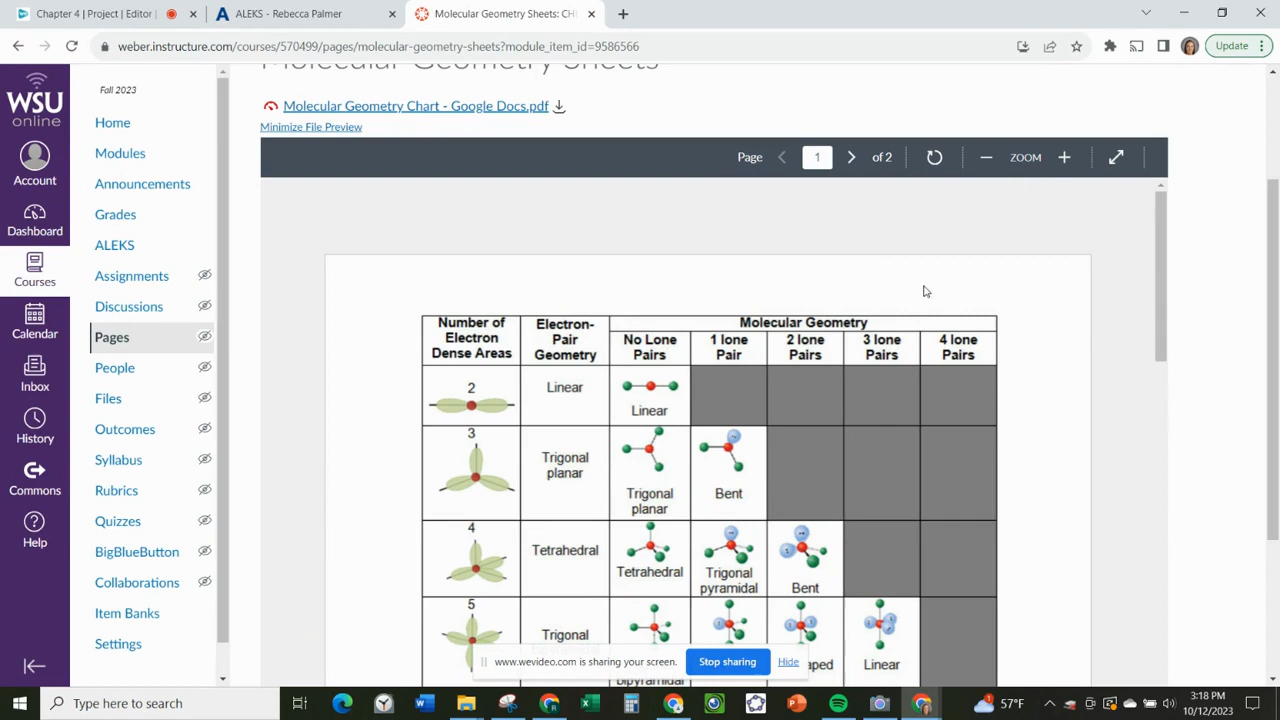 Chapter 4 | Project | Editor |
ALEKS - Rebecca Palmer
Molecular Geometry Sheets: CH
weber.instructure.com/courses/570499/pages/molecular-geometry-sheets?module_item_id=9586566
Update
WSU
online
Account
Dashboard
Courses
Calendar
Inbox
History
Commons
Help
Fall 2023
Home
Modules
Announcements
Grades
ALEKS
Assignments
Discussions
Pages
People
Files
Outcomes
Syllabus
Rubrics
Quizzes
BigBlueButton
Collaborations
Item Banks
Settings
Molecular Geometry Sheets
Molecular Geometry Chart - Google Docs.pdf
Minimize File Preview
Page 1 of 2 ZOOM
Number of Electron Dense Areas
Electron-Pair Geometry
Molecular Geometry
No Lone Pairs
1 lone Pair
2 lone Pairs
3 lone Pairs
4 lone Pairs
2
Linear
Linear
3
Trigonal planar
Trigonal planar
Bent
4
Tetrahedral
Tetrahedral
Trigonal pyramidal
Bent
5
Trigonal
Linear
www.wevideo.com is sharing your screen.
Stop sharing
Hide
Type here to search
57°F
3:18 PM
10/12/2023